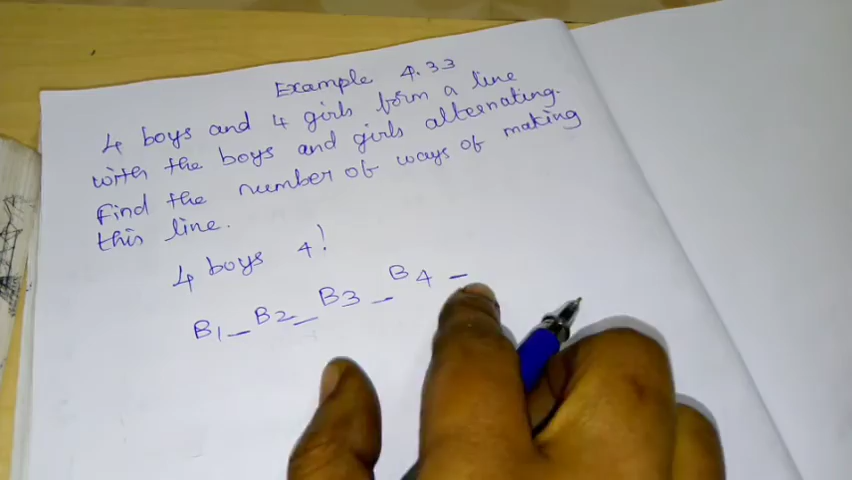 Example 4.33
4 boys and 4 girls form a line
with the boys and girls alternating.
Find the number of ways of making
this line.
4 boys 4!
B1 _ B2 _ B3 _ B4 _